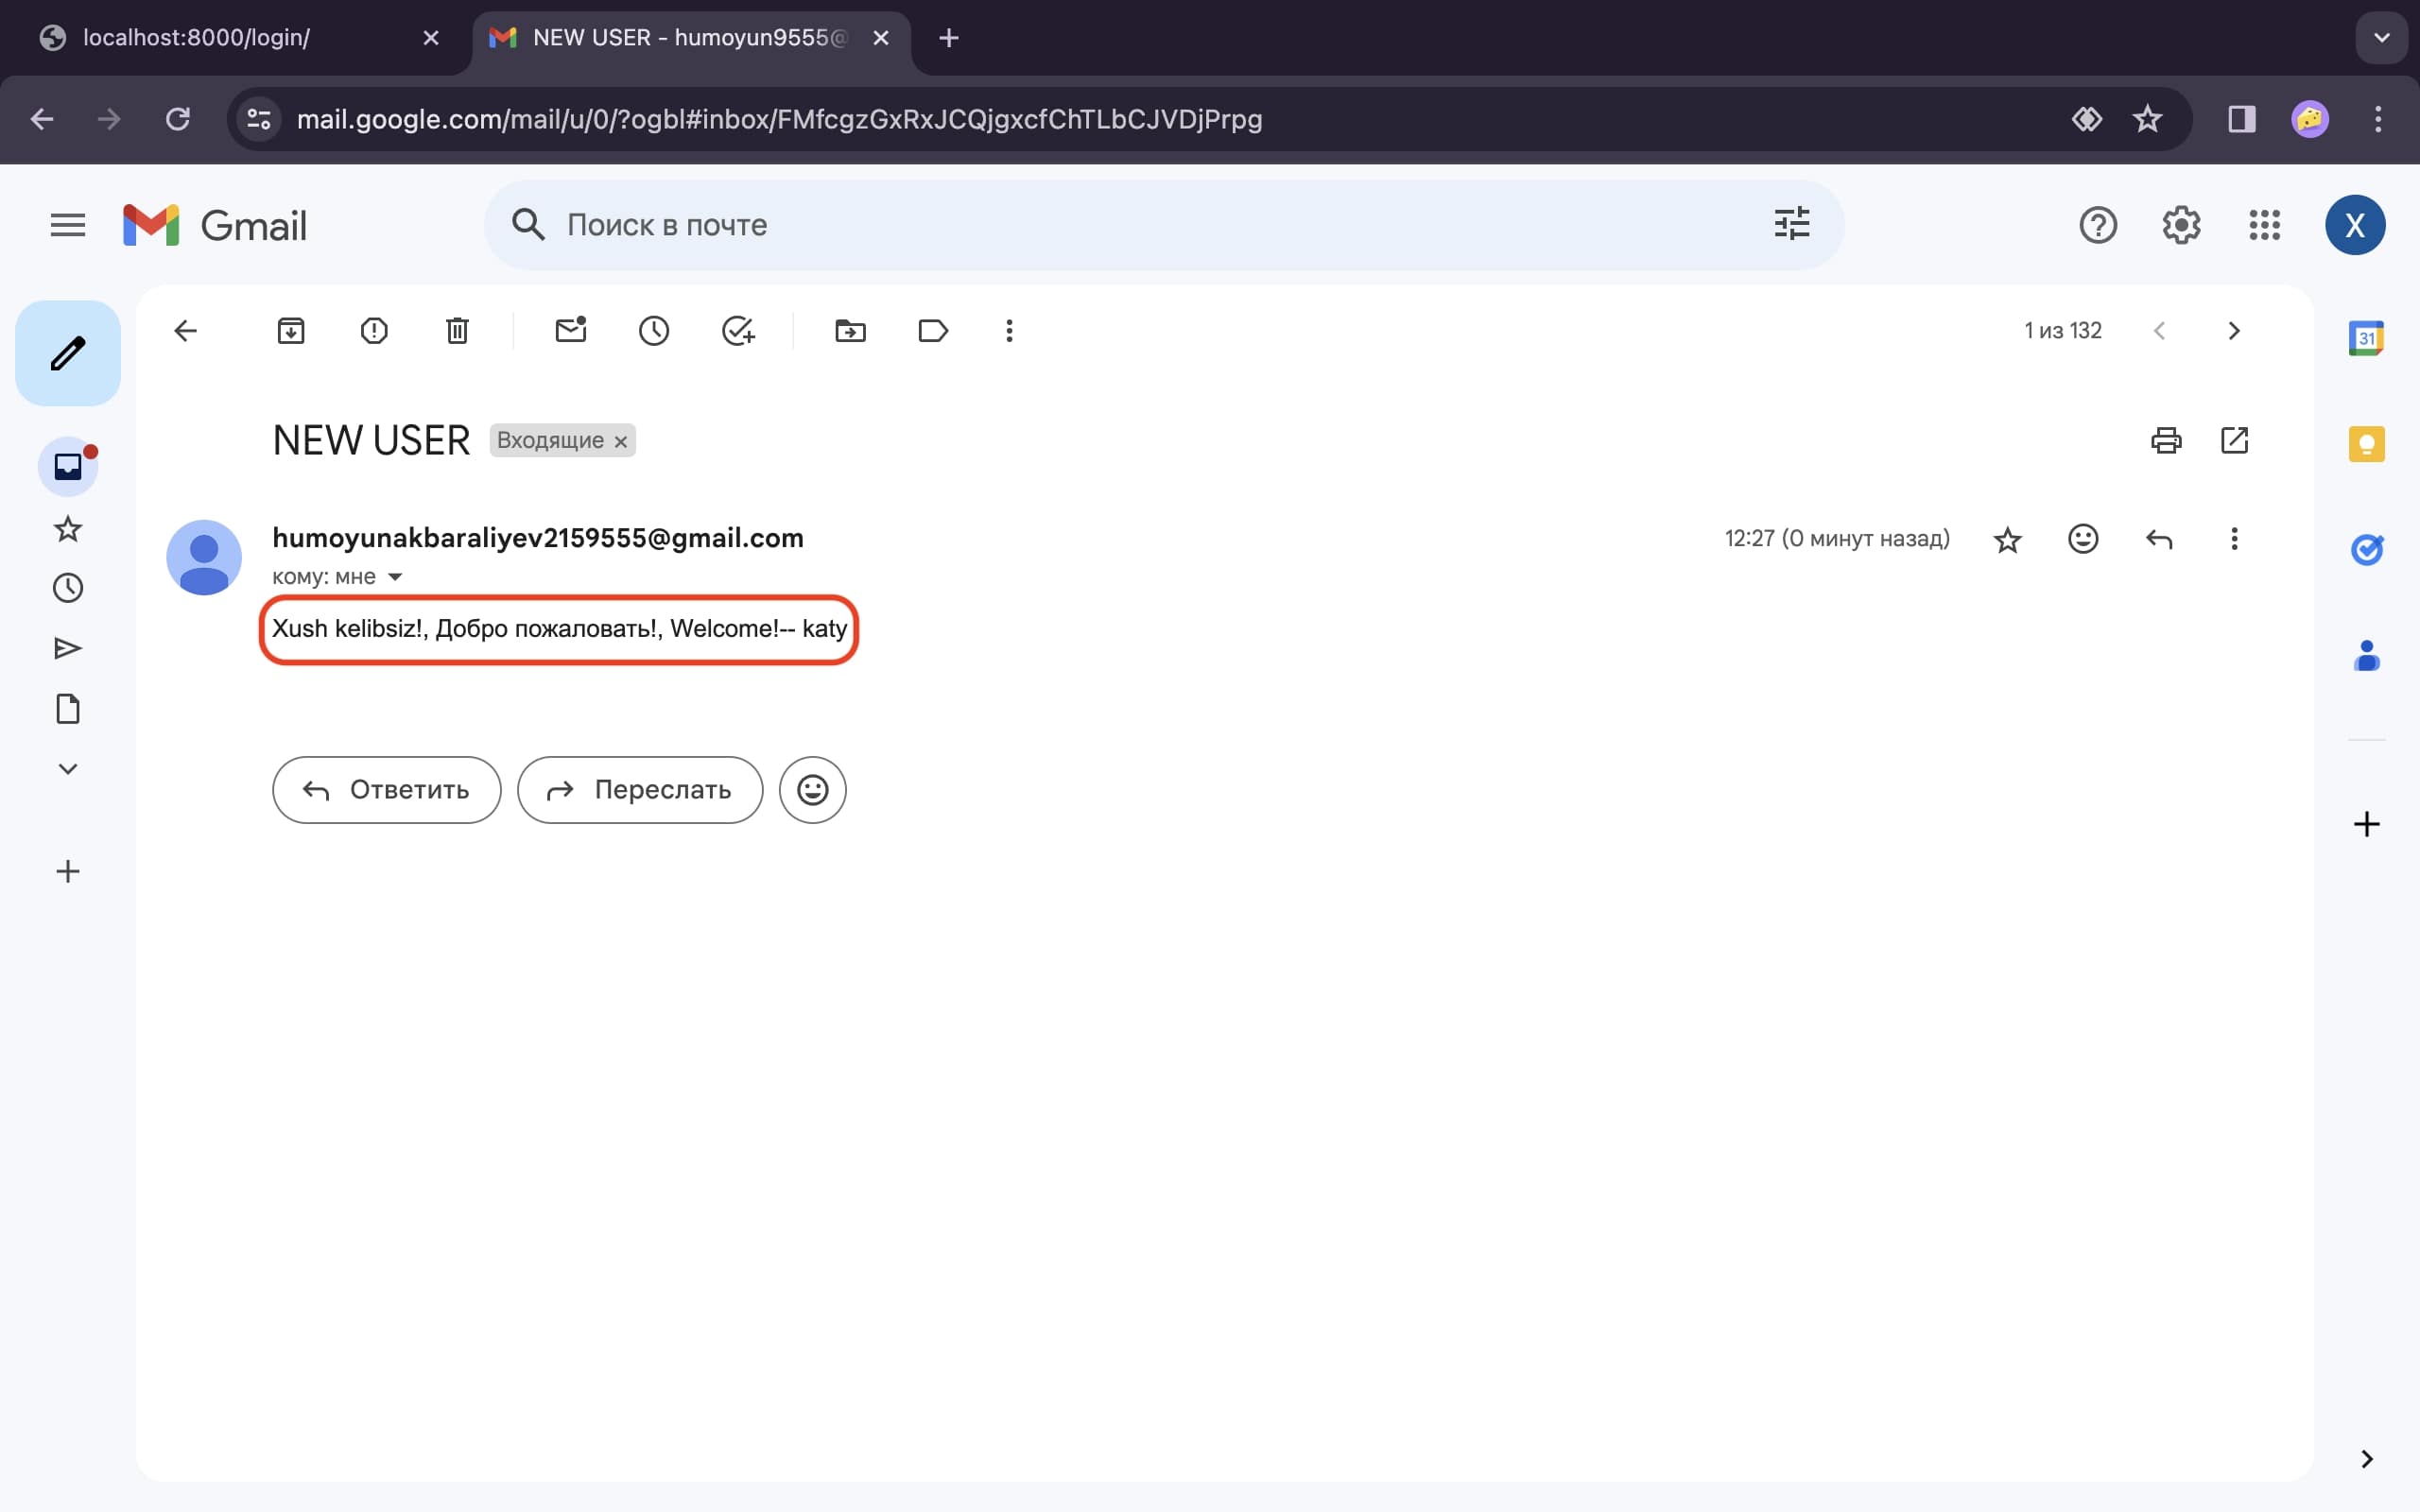 localhost:8000/login/
NEW USER - humoyun9555@
mail.google.com/mail/u/0/?ogbl#inbox/FMfcgzGxRxJCQjgxcfChTLbCJVDjPrpg
Gmail
Поиск в почте
X
1 из 132
31
NEW USER
Входящие
humoyunakbaraliyev2159555@gmail.com
12:27 (0 минут назад)
кому: мне
Xush kelibsiz!, Добро пожаловать!, Welcome!-- katy
Ответить
Переслать